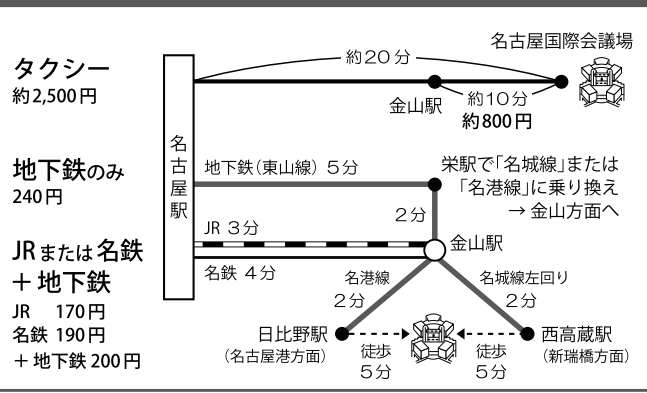 名古屋国際会議場
タクシー
約2,500円
約20分
金山駅
約10分
約800円
名古屋駅
地下鉄のみ
240円
地下鉄（東山線）5分
栄駅で「名城線」または
「名港線」に乗り換え
→ 金山方面へ
2分
JR 3分
金山駅
名鉄 4分
JRまたは名鉄
＋地下鉄
JR 170円
名鉄 190円
＋地下鉄 200円
名港線
2分
名城線左回り
2分
日比野駅
（名古屋港方面）
徒歩
5分
徒歩
5分
西高蔵駅
（新瑞橋方面）